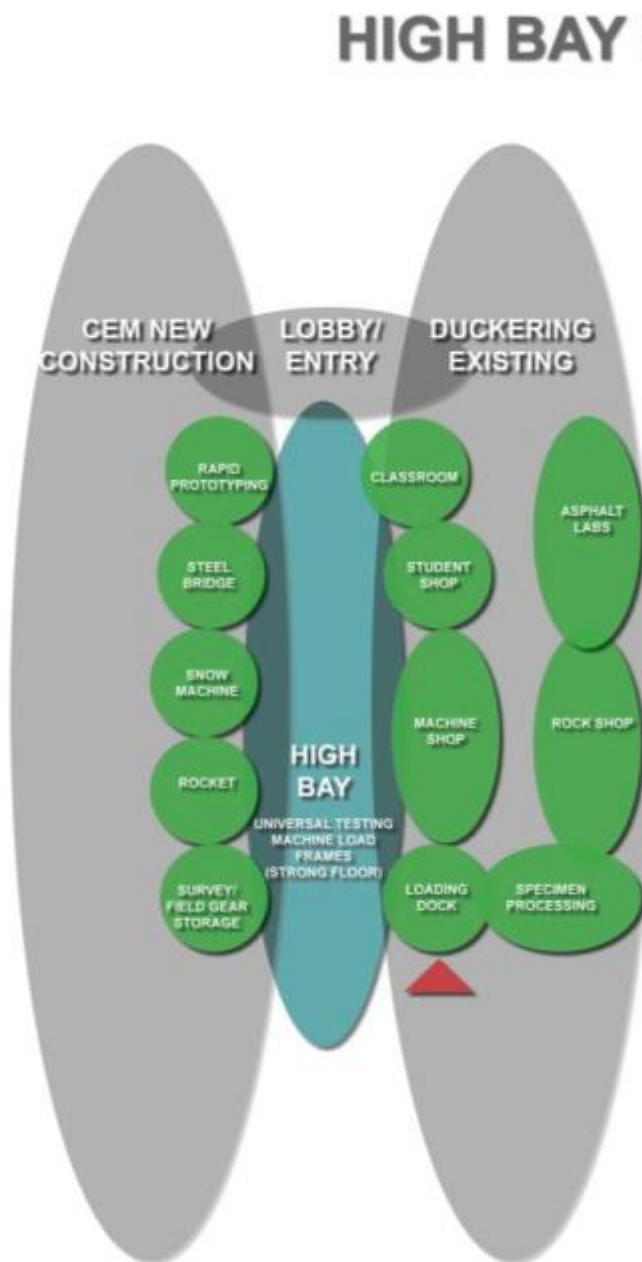 HIGH BAY
CEM NEW
CONSTRUCTION
LOBBY/
ENTRY
DUCKERING
EXISTING
RAPID
PROTOTYPING
CLASSROOM
ASPHALT
LABS
STEEL
BRIDGE
STUDENT
SHOP
SNOW
MACHINE
MACHINE
SHOP
ROCK SHOP
ROCKET
HIGH
BAY
UNIVERSAL TESTING
MACHINE LOAD
FRAMES
(STRONG FLOOR)
SURVEY/
FIELD GEAR
STORAGE
LOADING
DOCK
SPECIMEN
PROCESSING